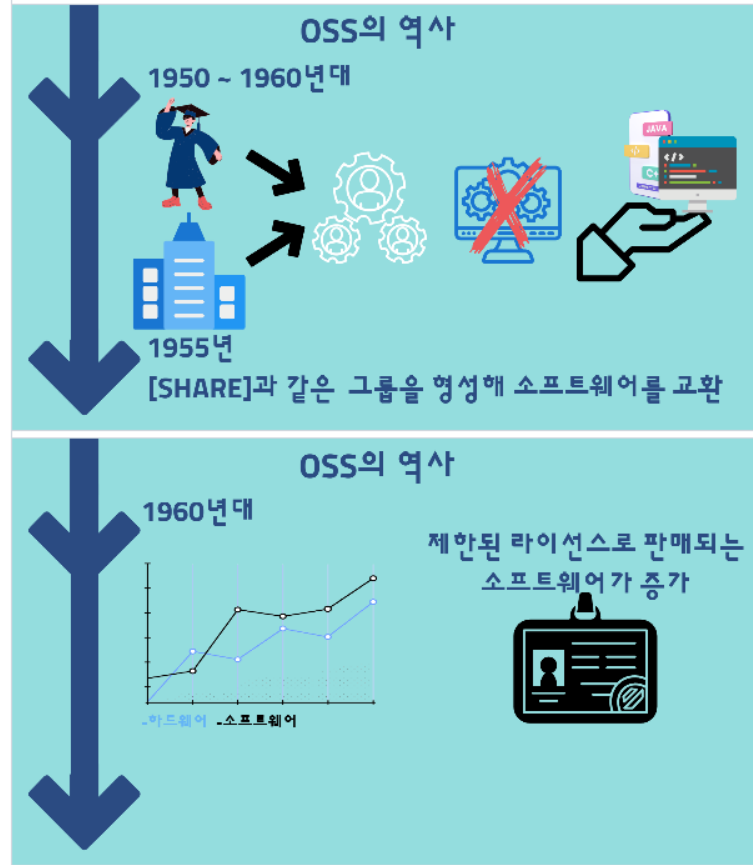 OSS의 역사
1950 ~ 1960년대
JAVA
</>
</>
C++
1955년
[SHARE]과 같은 그룹을 형성해 소프트웨어를 교환
OSS의 역사
1960년대
제한된 라이선스로 판매되는
소프트웨어가 증가
-하드웨어 -소프트웨어